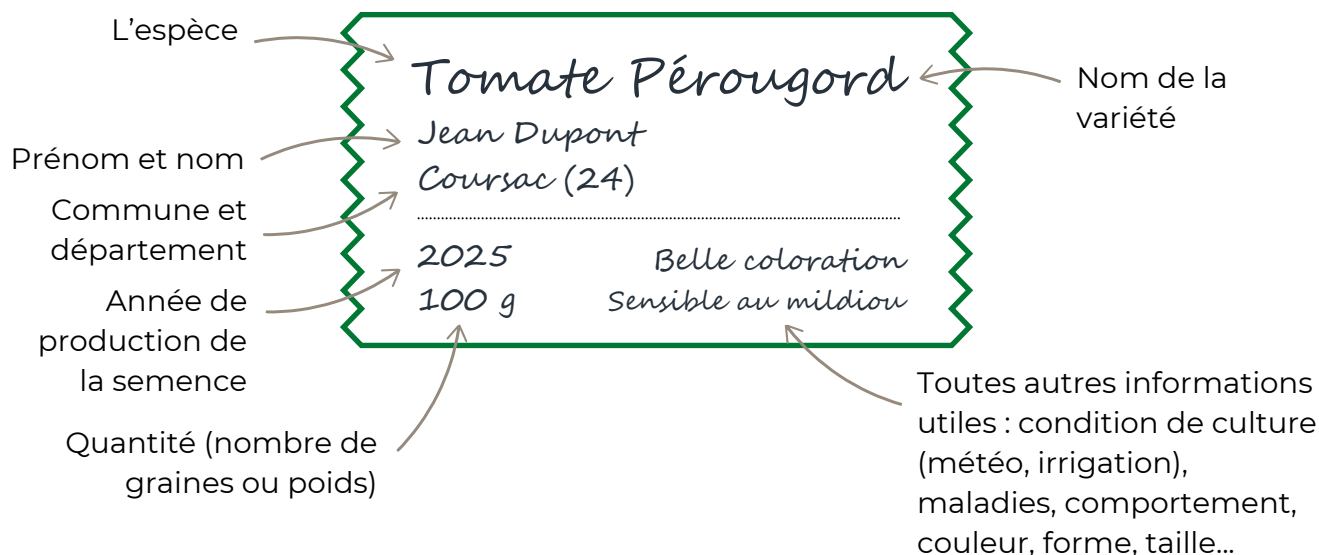 L’espèce
Tomate Pérougord
Nom de la
variété
Prénom et nom
Jean Dupont
Commune et
département
Coursac (24)
Année de
production de
la semence
2025
Belle coloration
100 g
Sensible au mildiou
Quantité (nombre de
graines ou poids)
Toutes autres informations
utiles : condition de culture
(météo, irrigation),
maladies, comportement,
couleur, forme, taille...